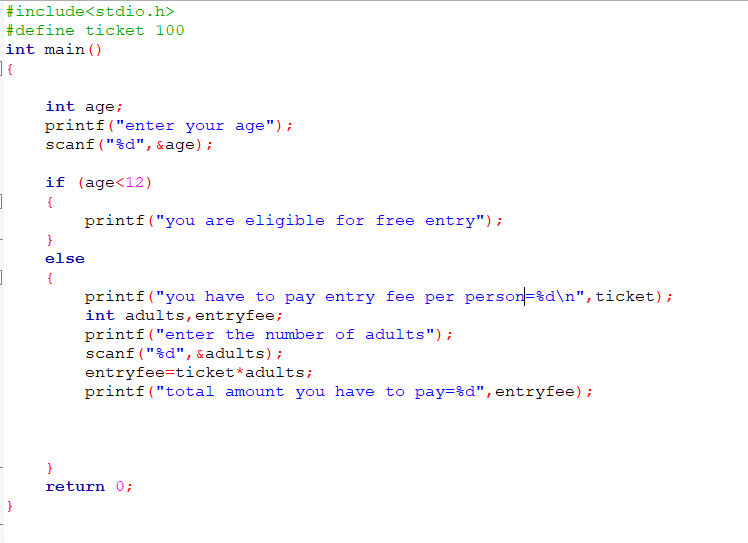 #include<stdio.h>
#define ticket 100
int main()
{
int age;
printf("enter your age");
scanf("%d",&age);
if (age<12)
{
printf("you are eligible for free entry");
}
else
{
printf("you have to pay entry fee per person=%d\n",ticket);
int adults,entryfee;
printf("enter the number of adults");
scanf("%d",&adults);
entryfee=ticket*adults;
printf("total amount you have to pay=%d",entryfee);
}
return 0;
}